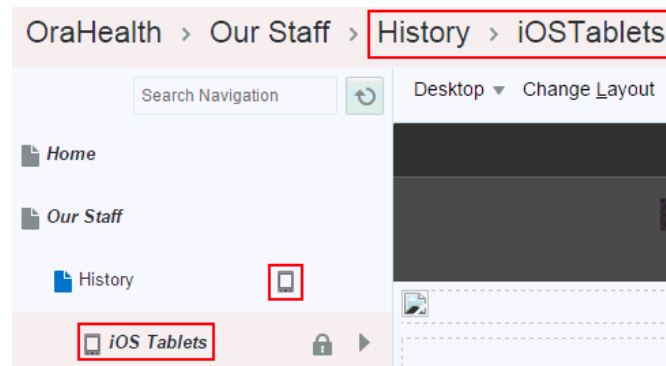 OraHealth > Our Staff > History > iOSTablets
Search Navigation
Desktop Change Layout
Home
Our Staff
History
iOS Tablets